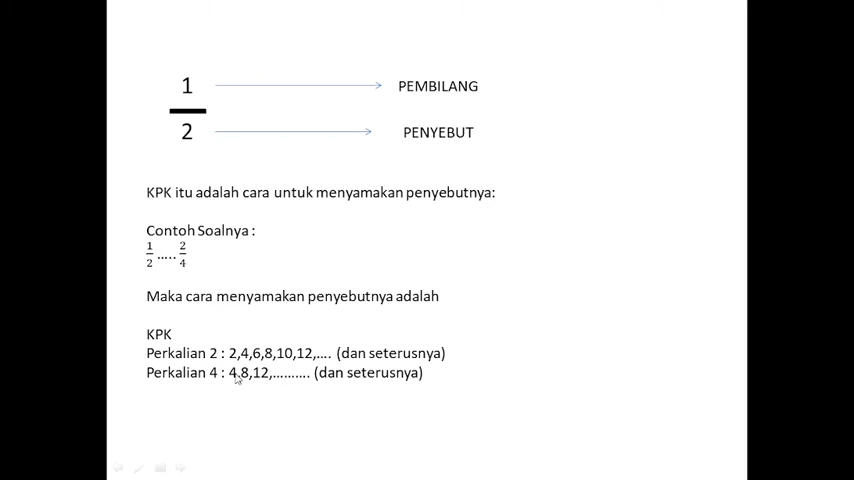 1 PEMBILANG
2 PENYEBUT
KPK itu adalah cara untuk menyamakan penyebutnya:
Contoh Soalnya :
1/2 ..... 2/4
Maka cara menyamakan penyebutnya adalah
KPK
Perkalian 2 : 2,4,6,8,10,12,.... (dan seterusnya)
Perkalian 4 : 4,8,12,.......... (dan seterusnya)